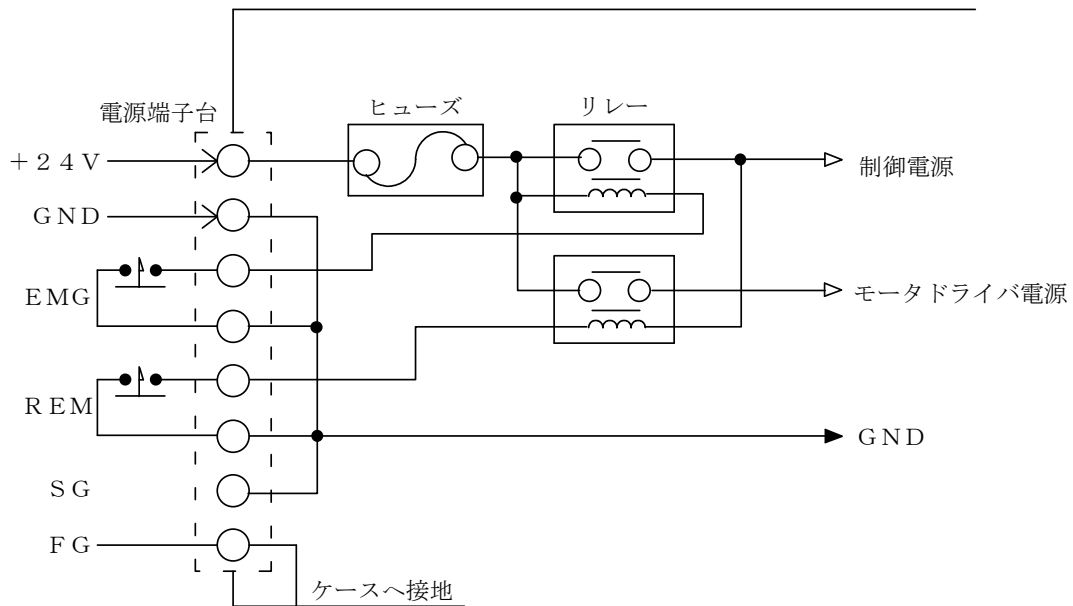 電源端子台
ヒューズ
リレー
+24V
制御電源
GND
EMG
モータドライバ電源
REM
GND
SG
FG
ケースへ接地